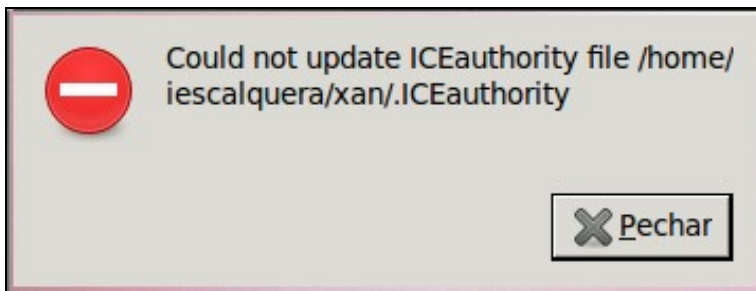 Could not update ICEauthority file /home/
iescalquera/xan/.ICEauthority
Pechar